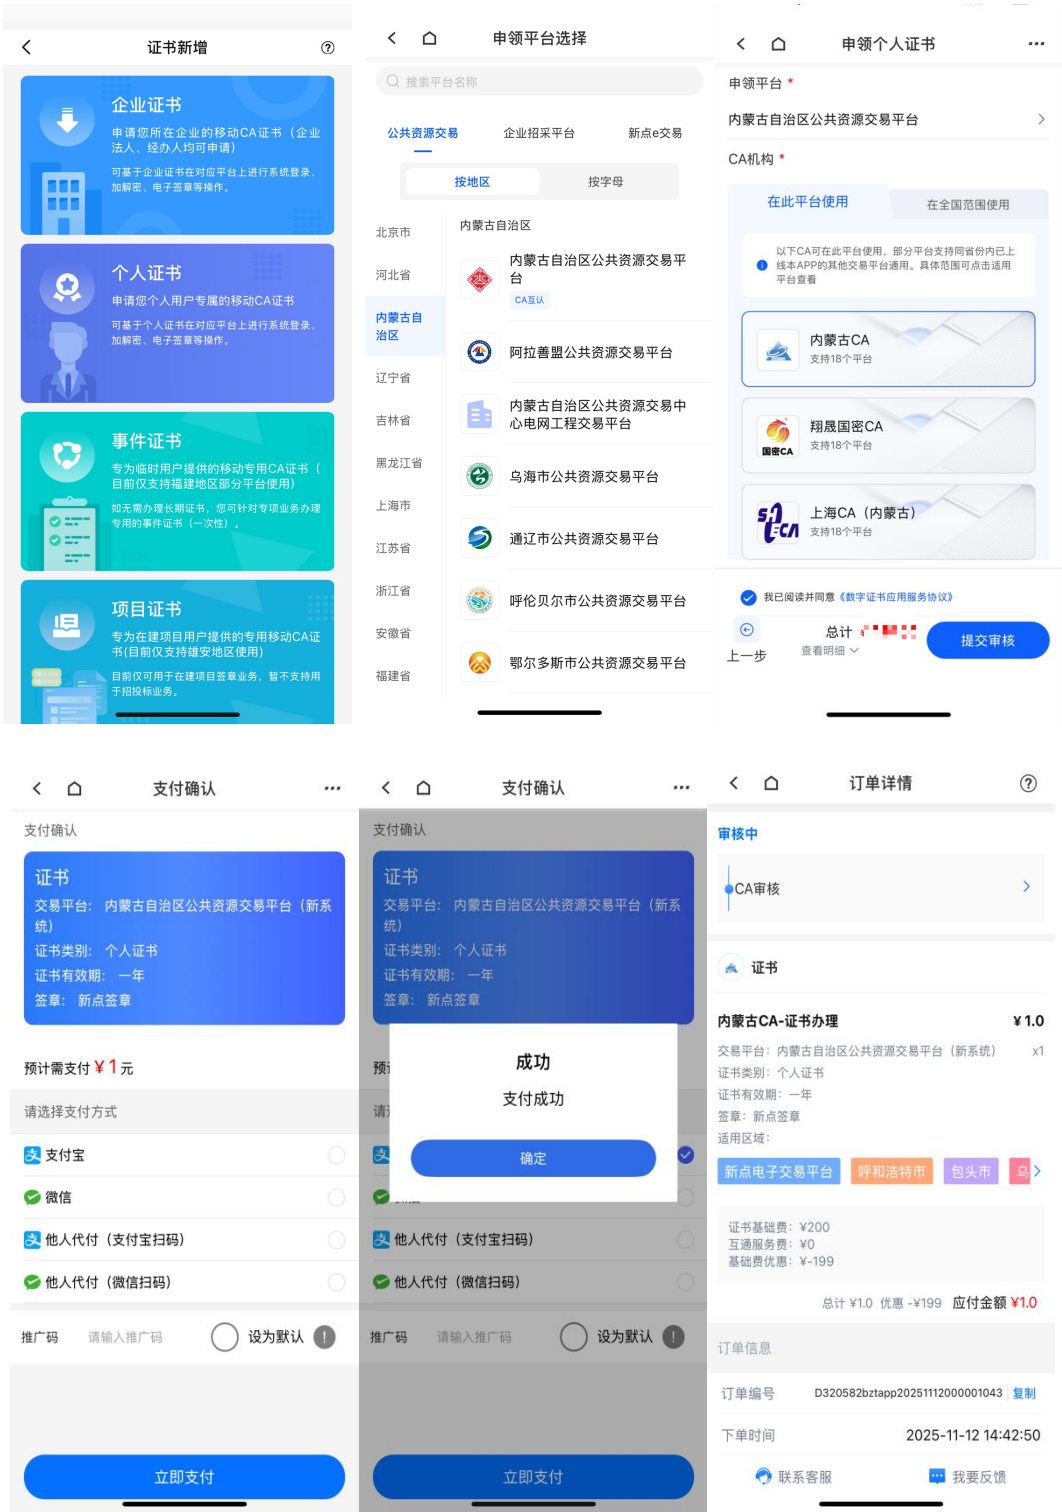 证书新增
企业证书
申请您所在企业的移动CA证书（企业
法人、经办人均可申请）
可基于企业证书在对应平台上进行系统登录、
加解密、电子签章等操作。
个人证书
申请您个人用户专属的移动CA证书
可基于个人证书在对应平台上进行系统登录、
加解密、电子签章等操作。
事件证书
专为临时用户提供的移动专用CA证书（
目前仅支持福建地区部分平台使用）
如无需办理长期证书，您可针对专项业务办理
专用的事件证书（一次性）。
项目证书
专为在建项目用户提供的专用移动CA证
书(目前仅支持雄安地区使用)
目前仅可用于在建项目签章业务，暂不支持用
于招投标业务。
申领平台选择
搜索平台名称
公共资源交易 企业招采平台 新点e交易
按地区 按字母
北京市
河北省
内蒙古自
治区
辽宁省
吉林省
黑龙江省
上海市
江苏省
浙江省
安徽省
福建省
内蒙古自治区
内蒙古自治区公共资源交易平
台
CA互认
阿拉善盟公共资源交易平台
内蒙古自治区公共资源交易中
心电网工程交易平台
乌海市公共资源交易平台
通辽市公共资源交易平台
呼伦贝尔市公共资源交易平台
鄂尔多斯市公共资源交易平台
申领个人证书
申领平台 *
内蒙古自治区公共资源交易平台
CA机构 *
在此平台使用 在全国范围使用
以下CA可在此平台使用，部分平台支持同省份内已上
线本APP的其他交易平台通用。具体范围可点击适用
平台查看
内蒙古CA
支持18个平台
国密CA
翔晟国密CA
支持18个平台
上海CA（内蒙古）
支持18个平台
我已阅读并同意《数字证书应用服务协议》
上一步
总计
查看明细
提交审核
支付确认
支付确认
证书
交易平台： 内蒙古自治区公共资源交易平台（新系
统）
证书类别： 个人证书
证书有效期： 一年
签章： 新点签章
预计需支付 ¥ 1 元
请选择支付方式
支付宝
微信
他人代付（支付宝扫码）
他人代付（微信扫码）
推广码 请输入推广码 设为默认
立即支付
支付确认
支付确认
证书
交易平台： 内蒙古自治区公共资源交易平台（新系
统）
证书类别： 个人证书
证书有效期： 一年
签章： 新点签章
预
请
成功
支付成功
确定
他人代付（支付宝扫码）
他人代付（微信扫码）
推广码 请输入推广码 设为默认
立即支付
订单详情
审核中
CA审核
证书
内蒙古CA-证书办理 ¥ 1.0
交易平台：内蒙古自治区公共资源交易平台（新系统） x1
证书类别：个人证书
证书有效期：一年
签章：新点签章
适用区域：
新点电子交易平台 呼和浩特市 包头市 乌
证书基础费：¥200
互通服务费：¥0
基础费优惠：¥-199
总计 ¥1.0 优惠 -¥199 应付金额 ¥1.0
订单信息
订单编号 D320582bztapp20251112000001043 复制
下单时间 2025-11-12 14:42:50
联系客服 我要反馈